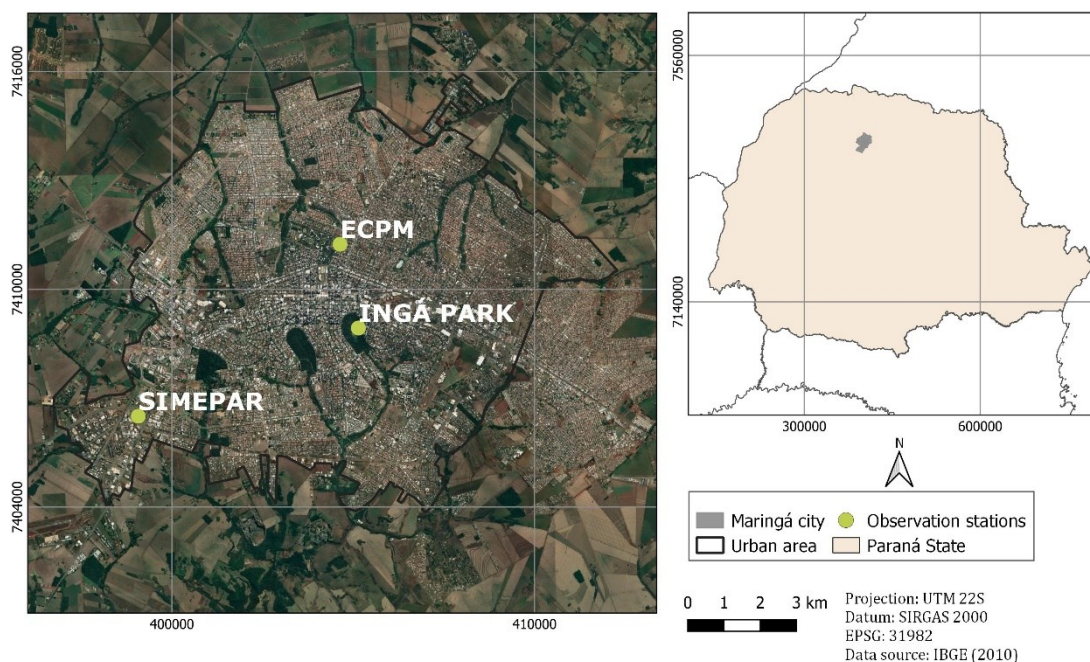 7416000
7410000
7404000
400000
410000
ECPM
INGÁ PARK
SIMEPAR
7560000
7140000
300000
600000
N
Maringá city
Observation stations
Urban area
Paraná State
0 1 2 3 km
Projection: UTM 22S
Datum: SIRGAS 2000
EPSG: 31982
Data source: IBGE (2010)